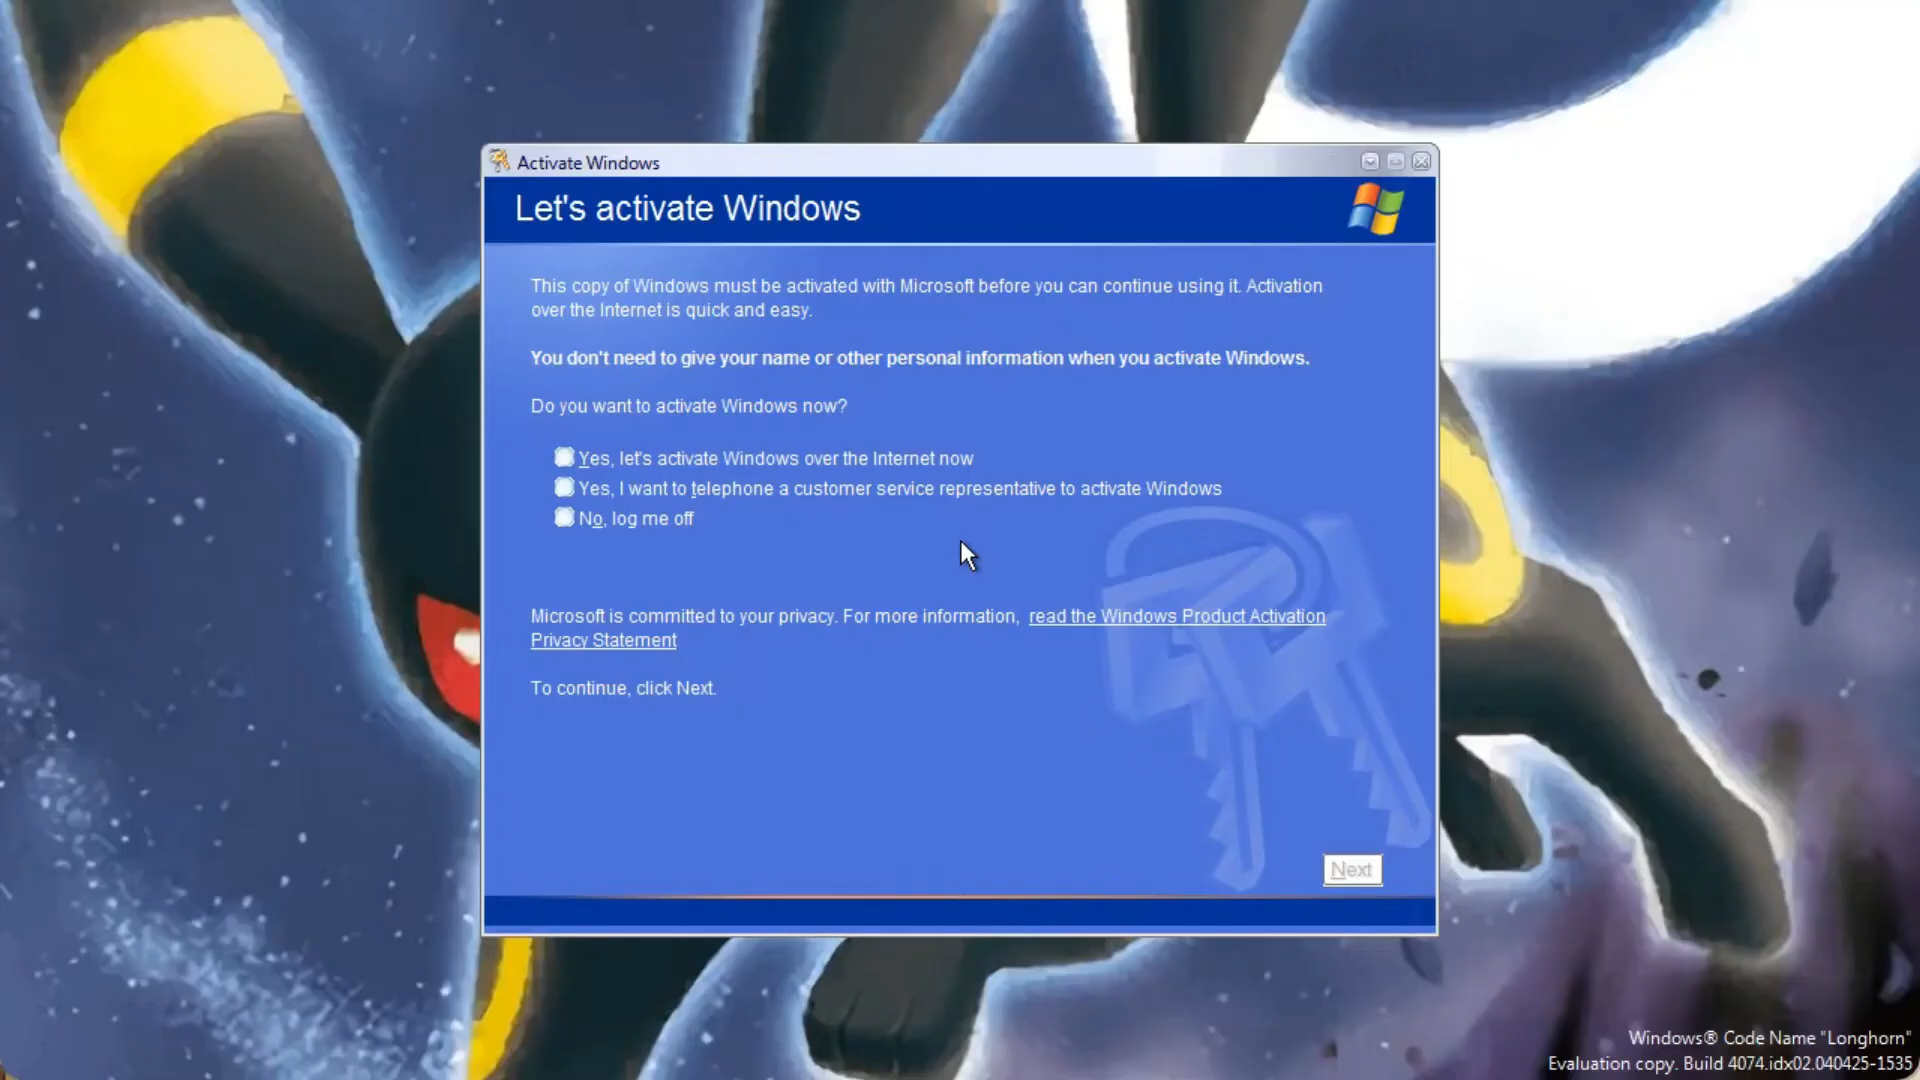 Activate Windows
Let's activate Windows
This copy of Windows must be activated with Microsoft before you can continue using it. Activation
over the Internet is quick and easy.
You don't need to give your name or other personal information when you activate Windows.
Do you want to activate Windows now?
Yes, let's activate Windows over the Internet now
Yes, I want to telephone a customer service representative to activate Windows
No, log me off
Microsoft is committed to your privacy. For more information, read the Windows Product Activation
Privacy Statement
To continue, click Next.
Next
Windows® Code Name "Longhorn"
Evaluation copy. Build 4074.idx02.040425-1535